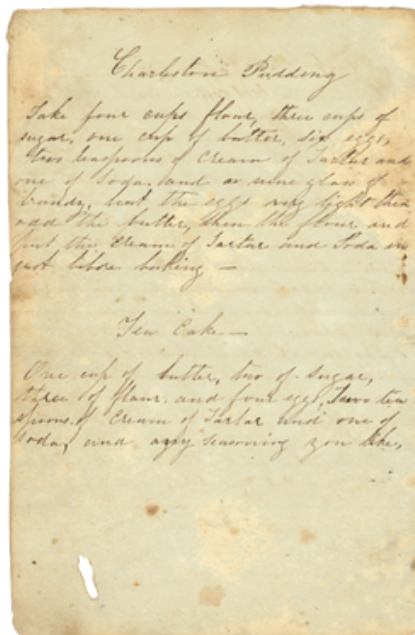 Charleston Pudding
Take four cups flour, three cups of
sugar, one cup of butter, six eggs,
two teaspoons of Cream of Tartar and
one of Soda, and a wine glass of
brandy, beat the eggs very light then
add the butter, then the flour and
put the Cream of Tartar and Soda in
just before baking —
Tea Cake —
One cup of butter, two of sugar,
three of flour. and four eggs, Two tea
spoons of Cream of Tartar and one of
Soda, and any seasoning you like,